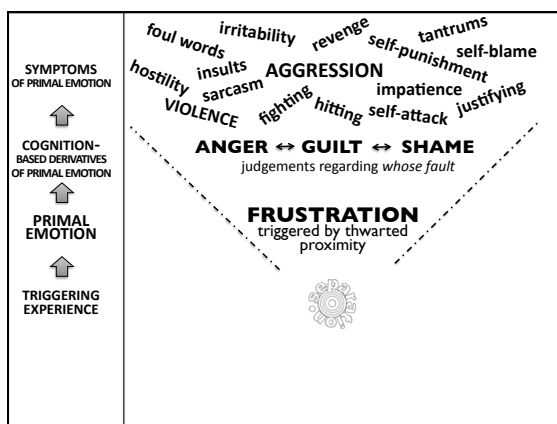 foul words
irritability
revenge
tantrums
self-punishment
self-blame
hostility
insults
AGGRESSION
sarcasm
impatience
VIOLENCE
fighting
hitting
self-attack
justifying
SYMPTOMS
OF PRIMAL EMOTION
COGNITION-
BASED DERIVATIVES
OF PRIMAL EMOTION
ANGER ↔ GUILT ↔ SHAME
judgements regarding whose fault
PRIMAL
EMOTION
FRUSTRATION
triggered by thwarted
proximity
TRIGGERING
EXPERIENCE
separation